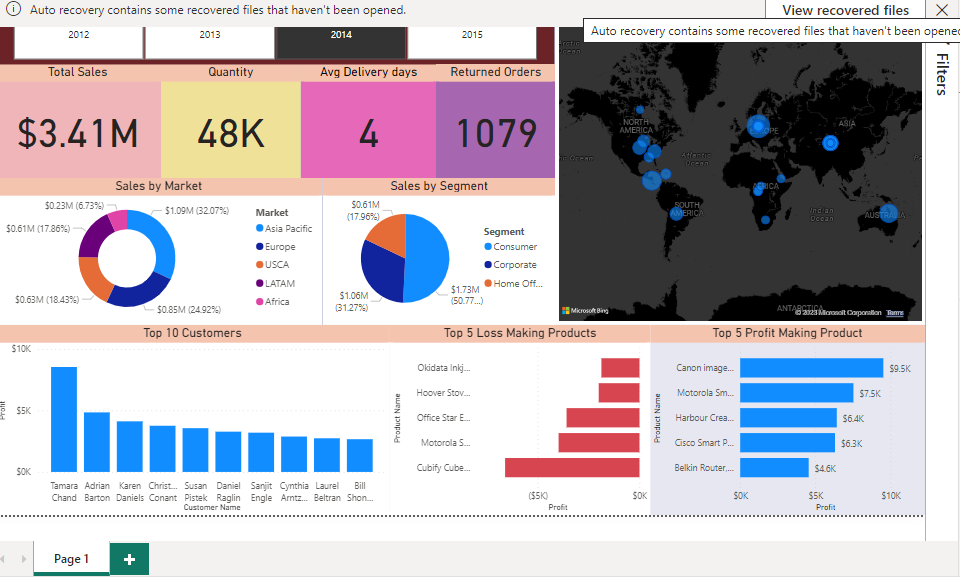 Auto recovery contains some recovered files that haven't been opened.
View recovered files
Auto recovery contains some recovered files that haven't been opene
2012
2013
2014
2015
Filters
Total Sales
Quantity
Avg Delivery days
Returned Orders
$3.41M
48K
4
1079
NORTH
AMERICA
ASIA
Atlantic
Ocean
SOUTH
AMERICA
Indian
Ocean
ANTARCTICA
Microsoft Bing
© 2023 Microsoft Corporation
Terms
Sales by Market
$0.23M (6.73%)
$1.09M (32.07%)
$0.61M (17.86%)
$0.63M (18.43%)
$0.85M (24.92%)
Market
Asia Pacific
Europe
USCA
LATAM
Africa
Sales by Segment
$0.61M
(17.96%)
$1.06M
(31.27%)
$1.73M
(50.77...)
Segment
Consumer
Corporate
Home Off...
Top 10 Customers
$10K
$5K
$0K
Profit
Tamara
Chand
Adrian
Barton
Karen
Daniels
Christ...
Conant
Susan
Pistek
Daniel
Raglin
Sanjit
Engle
Cynthia
Arntz...
Laurel
Beltran
Bill
Shon...
Customer Name
Top 5 Loss Making Products
Product Name
Okidata Inkj...
Hoover Stov...
Office Star E...
Motorola S...
Cubify Cube...
($5K)
$0K
Profit
Top 5 Profit Making Product
Product Name
Canon image...
$9.5K
Motorola Sm...
$7.5K
Harbour Crea...
$6.4K
Cisco Smart P...
$6.3K
Belkin Router,...
$4.6K
$0K
$5K
$10K
Profit
Page 1